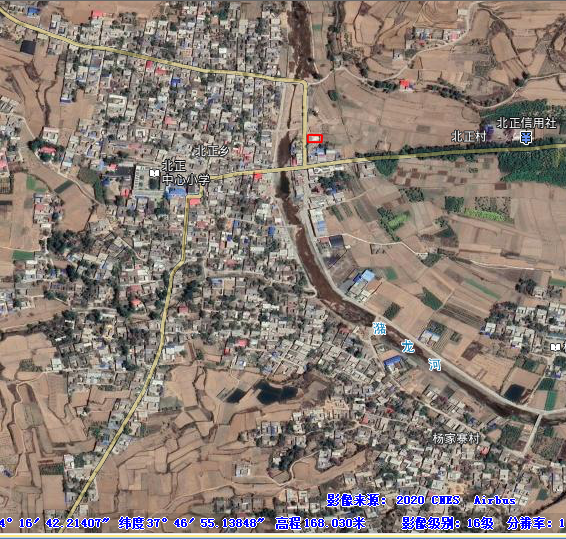 北正信用社
北正村
北正乡
北正
中心小学
潴
龙
河
杨家寨村
影像来源: 2020 CNES Airbus
4° 16′ 42.21407″ 纬度37° 46′ 55.13848″ 高程168.030米 影像级别: 16级 分辨率: 1